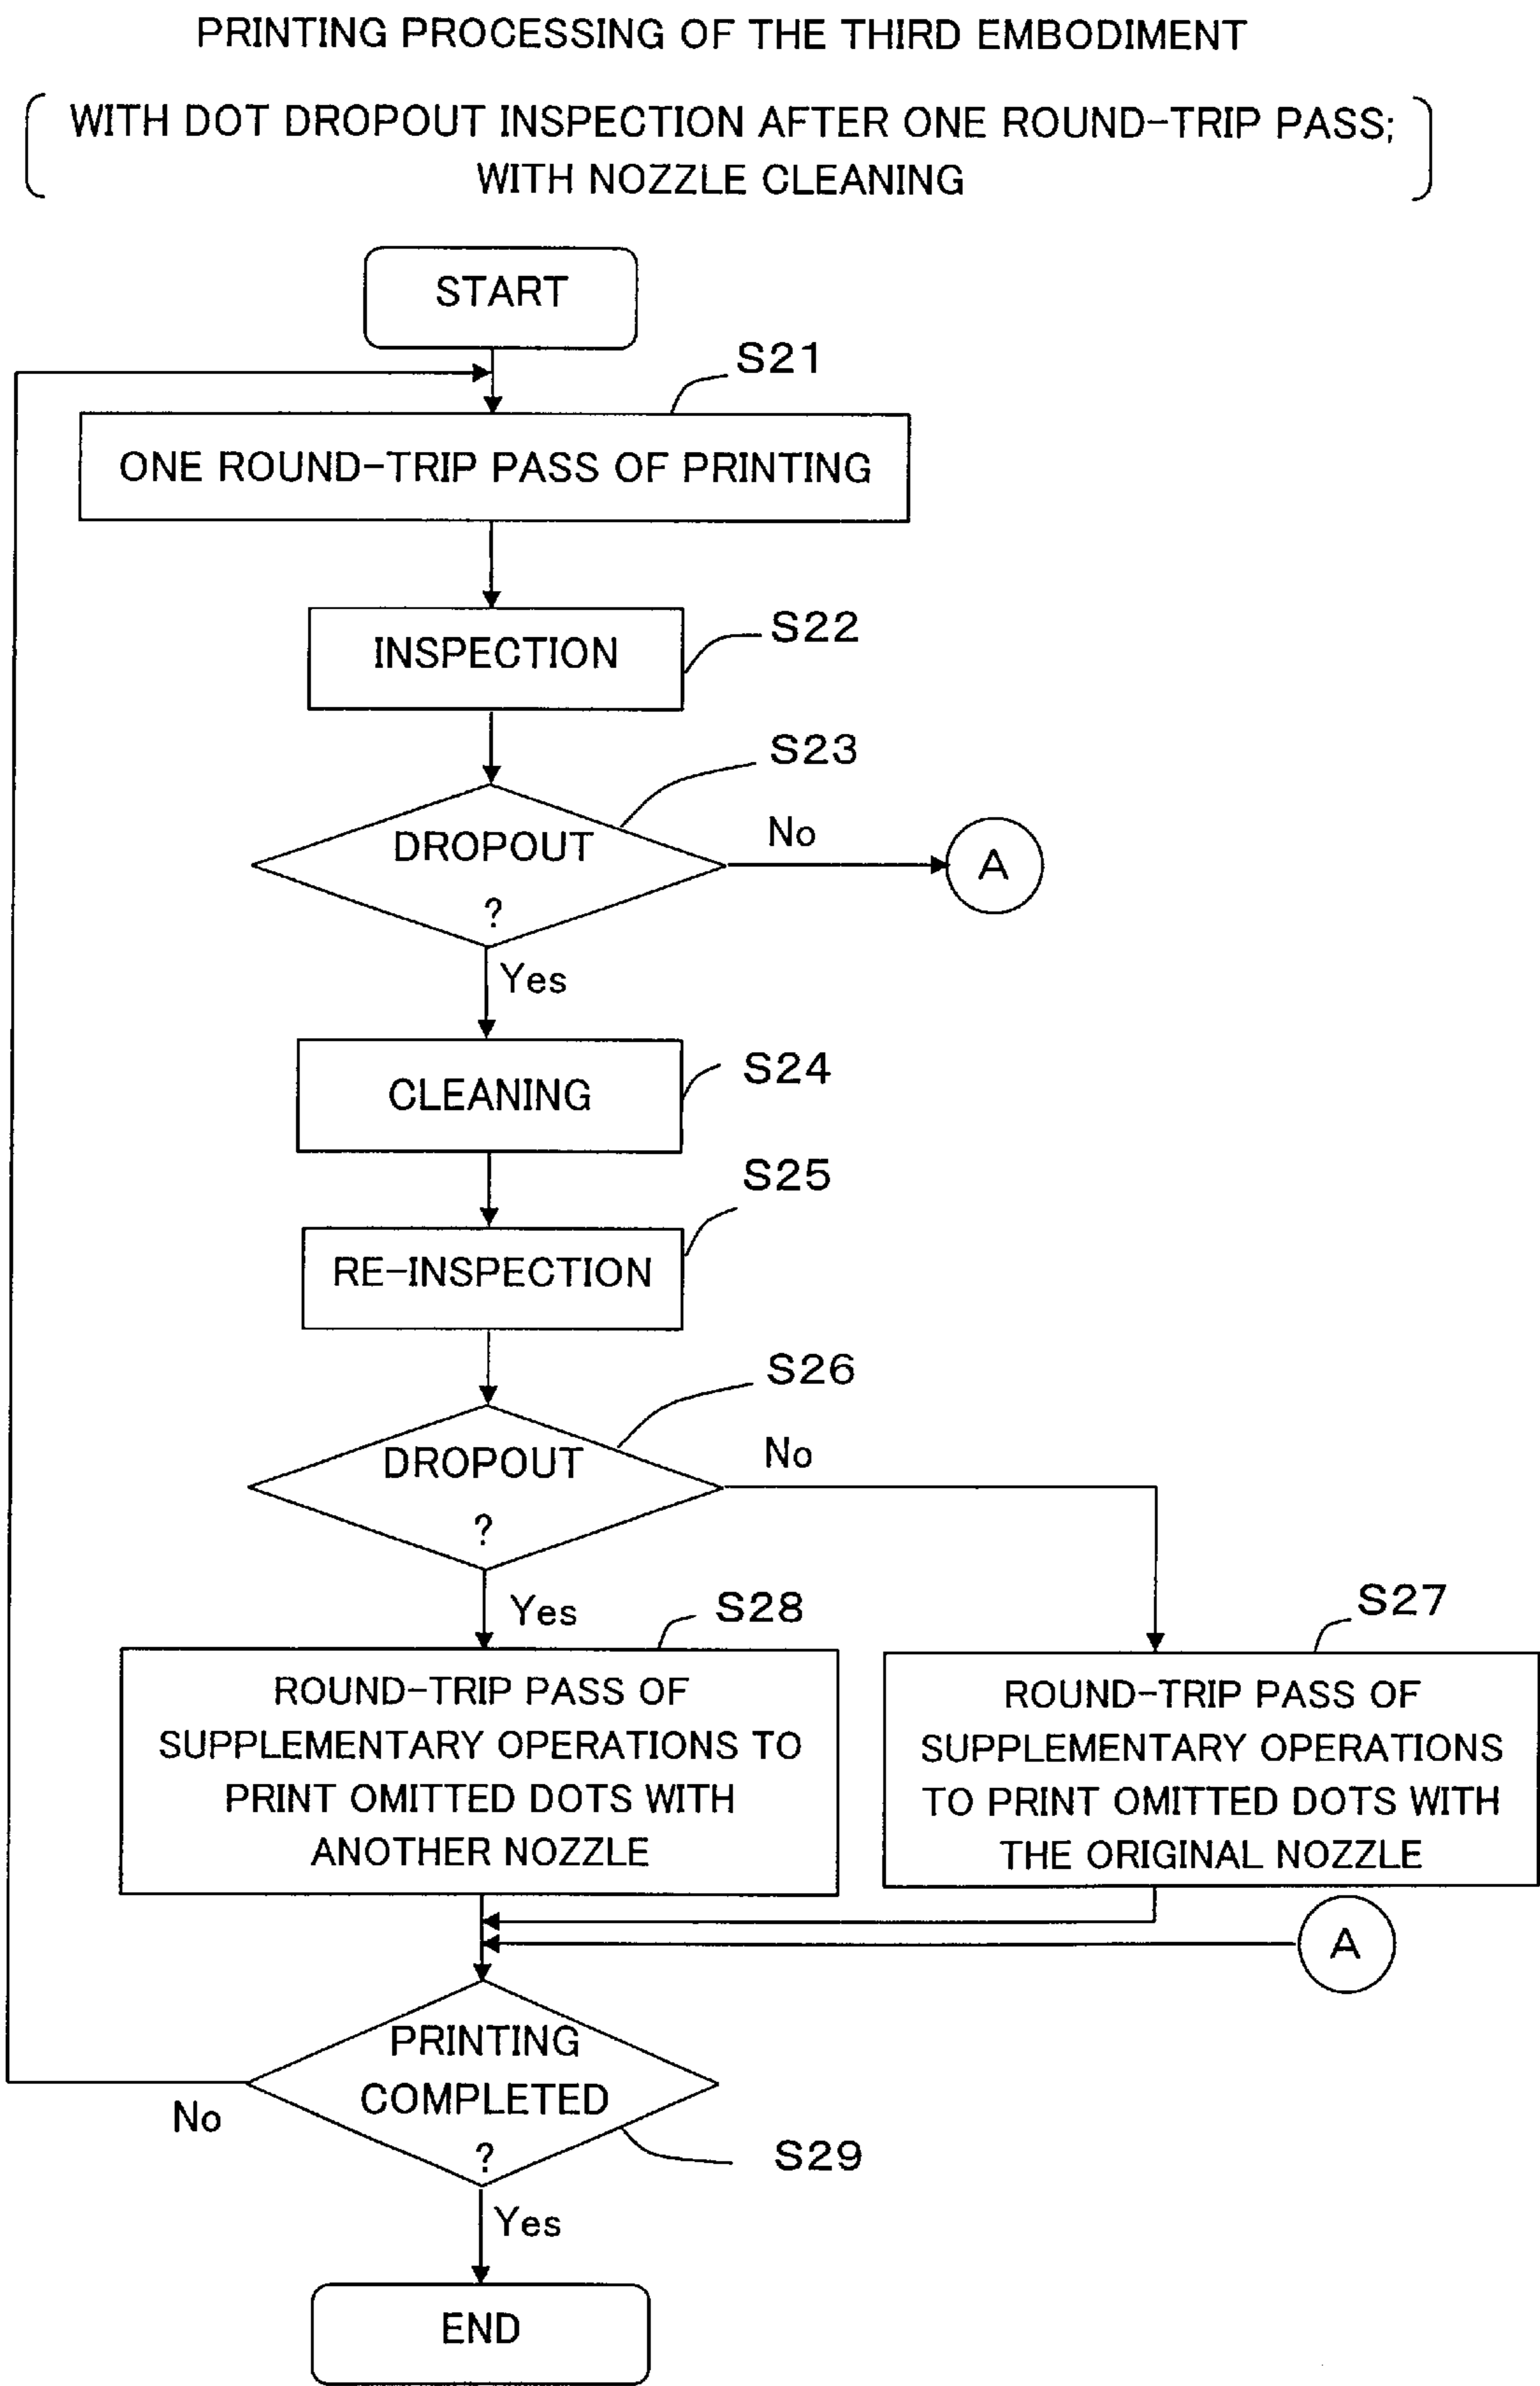 PRINTING PROCESSING OF THE THIRD EMBODIMENT
WITH DOT DROPOUT INSPECTION AFTER ONE ROUND-TRIP PASS;
WITH NOZZLE CLEANING
START
S21
ONE ROUND-TRIP PASS OF PRINTING
S22
INSPECTION
S23
DROPOUT
?
No
A
Yes
S24
CLEANING
S25
RE-INSPECTION
S26
DROPOUT
?
No
Yes
S28
ROUND-TRIP PASS OF
SUPPLEMENTARY OPERATIONS TO
PRINT OMITTED DOTS WITH
ANOTHER NOZZLE
S27
ROUND-TRIP PASS OF
SUPPLEMENTARY OPERATIONS
TO PRINT OMITTED DOTS WITH
THE ORIGINAL NOZZLE
A
PRINTING
COMPLETED
?
No
S29
Yes
END